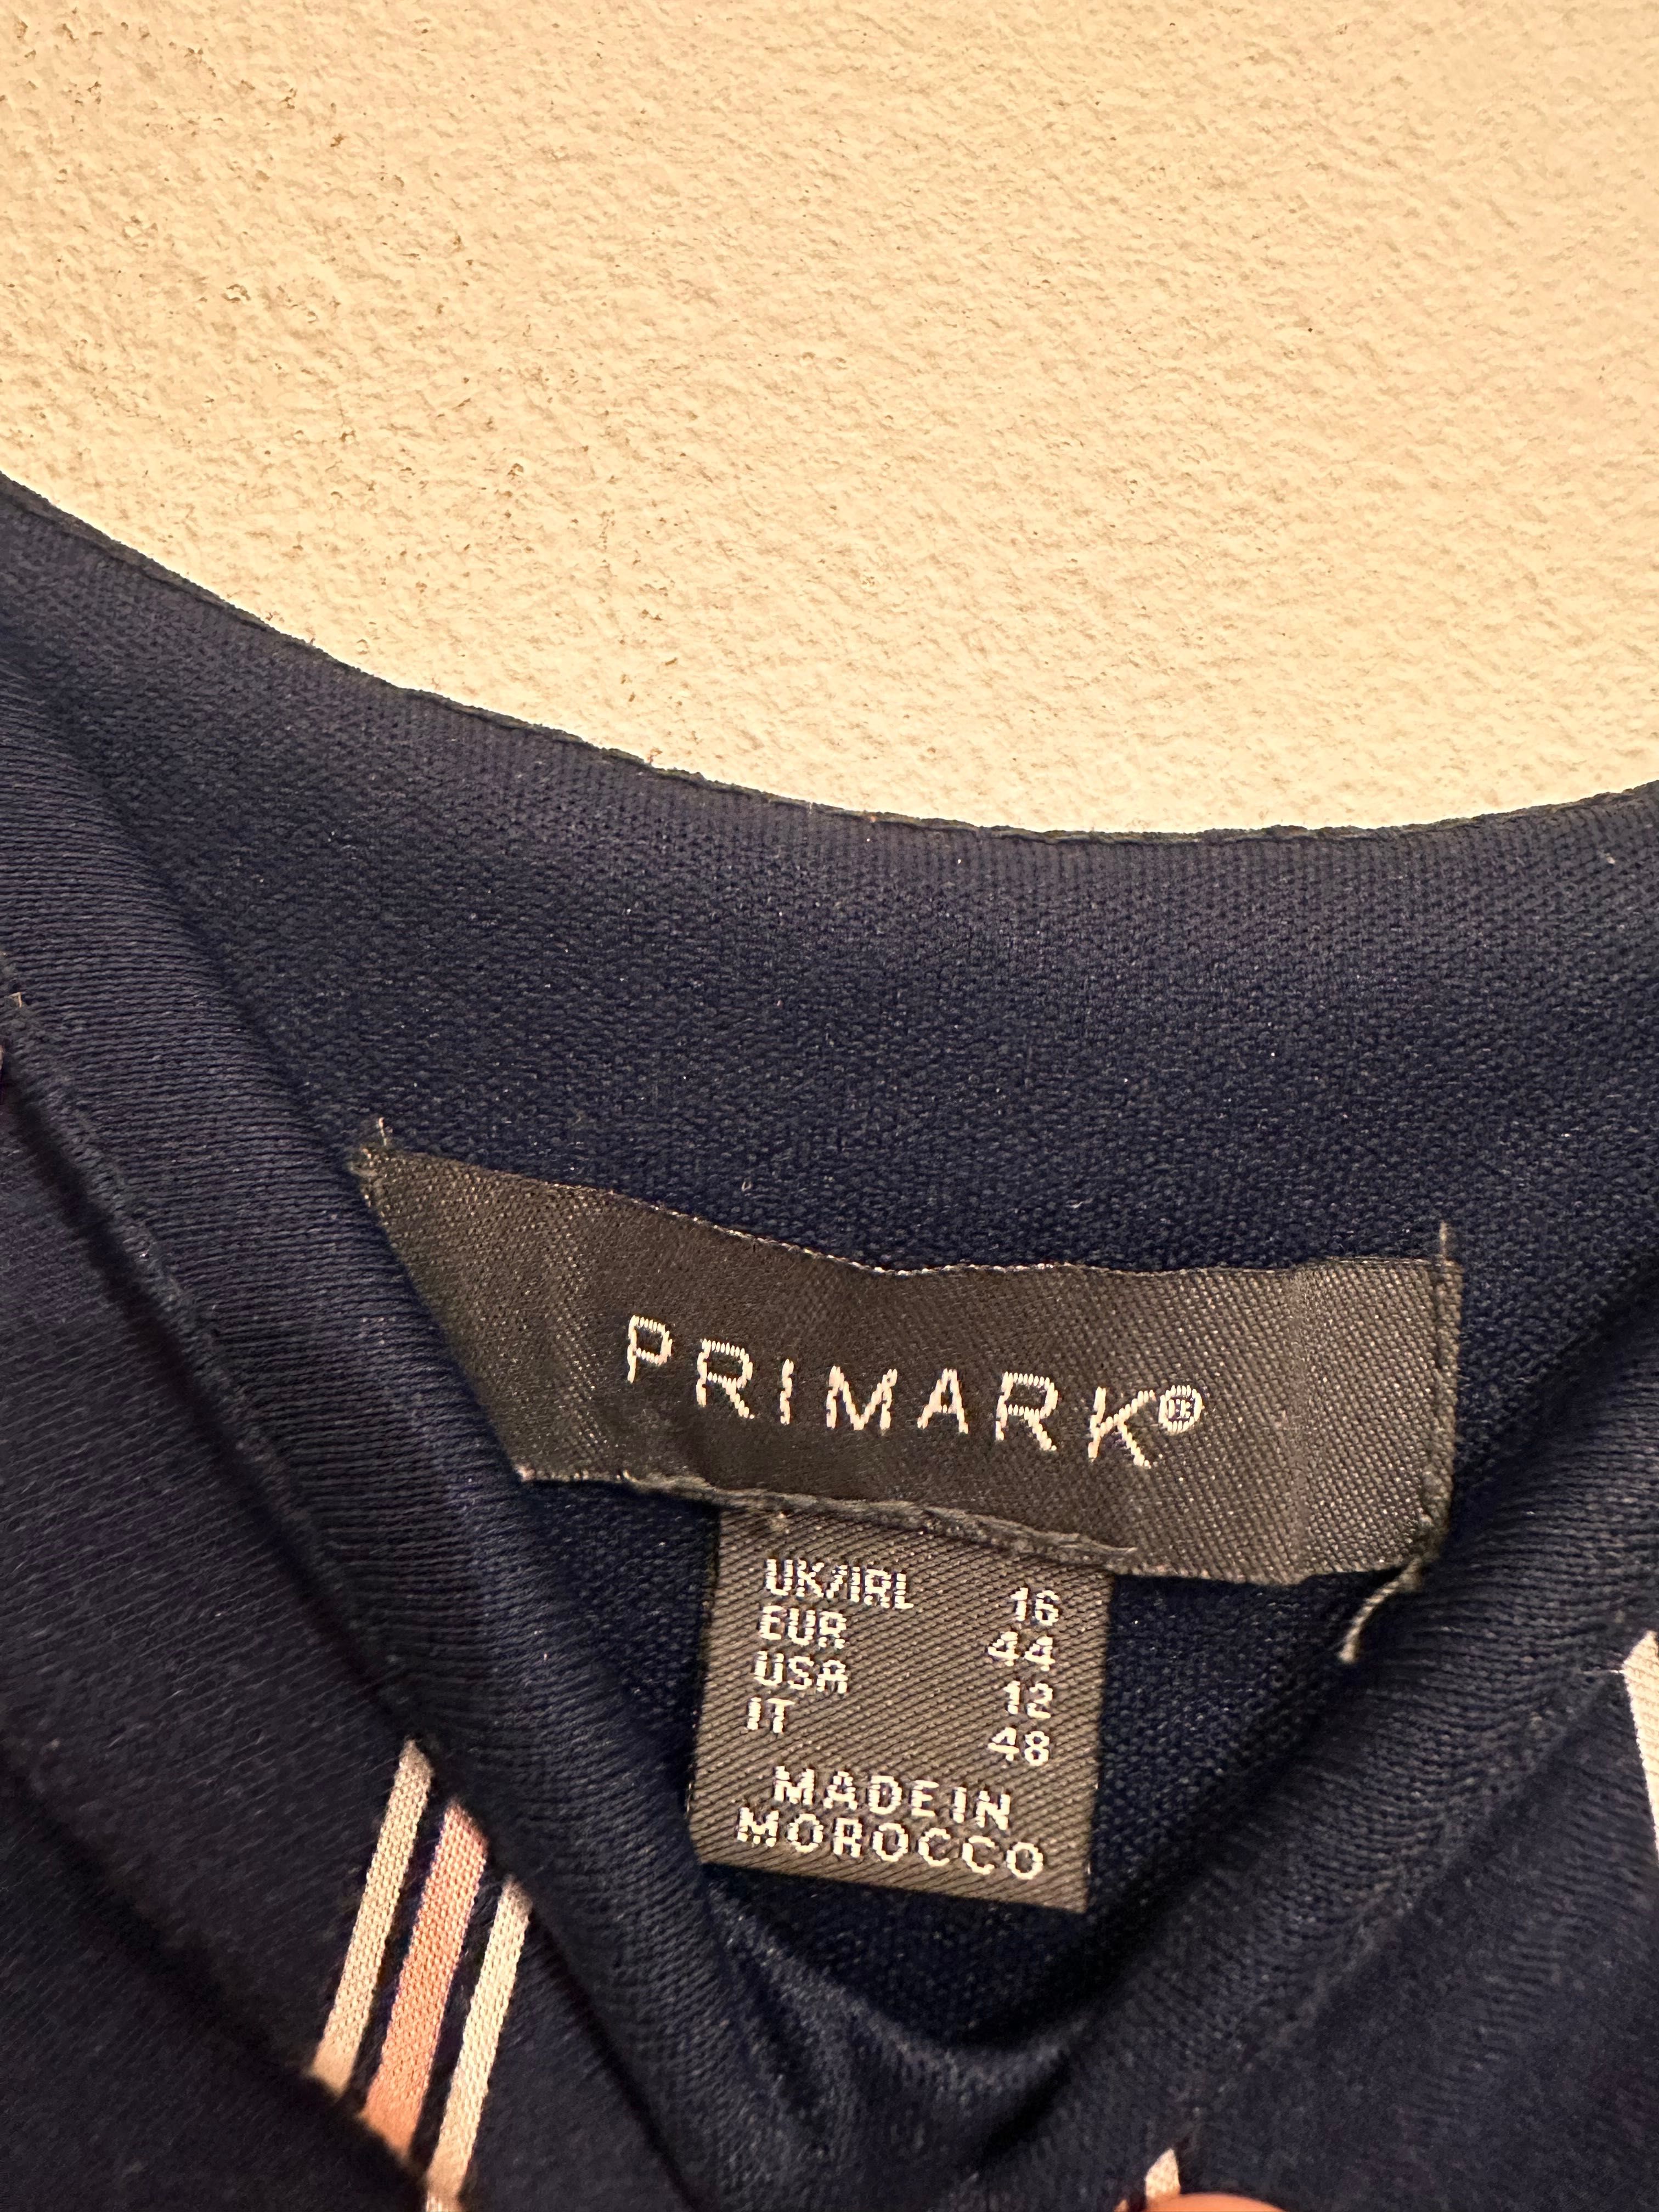 PRIMARK®
UK/IRL 16
EUR 44
USA 12
IT 48
MADE IN
MOROCCO